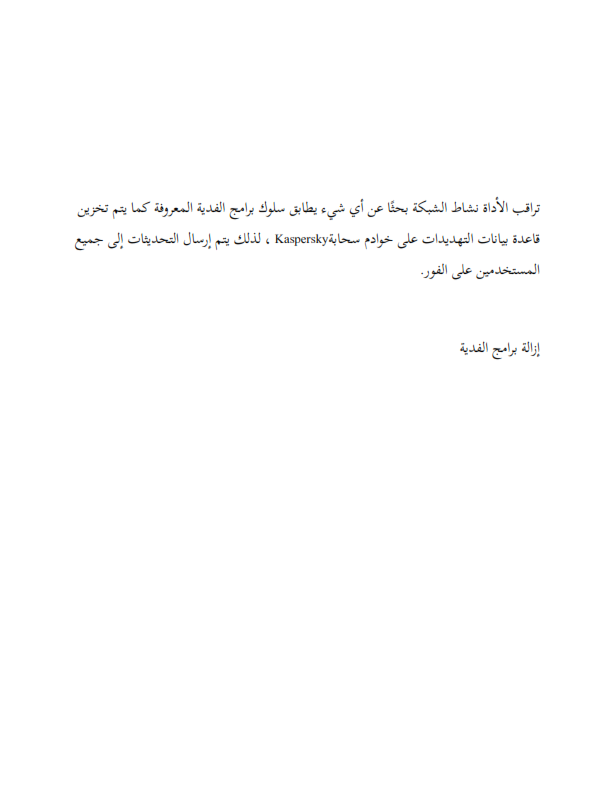 تراقب الأداة نشاط الشبكة بحثًا عن أي شيء يطابق سلوك برامج الفدية المعروفة كما يتم تخزين
قاعدة بيانات التهديدات على خوادم سحابةKaspersky ، لذلك يتم إرسال التحديثات إلى جميع
المستخدمين على الفور.
إزالة برامج الفدية